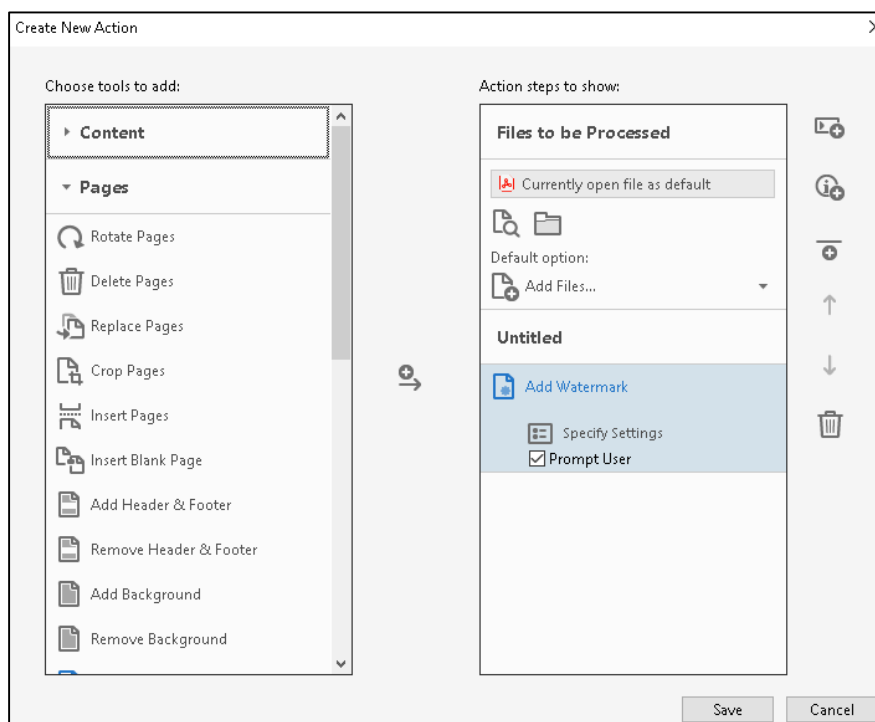 Create New Action
Choose tools to add:
Content
Pages
Rotate Pages
Delete Pages
Replace Pages
Crop Pages
Insert Pages
Insert Blank Page
Add Header & Footer
Remove Header & Footer
Add Background
Remove Background
Action steps to show:
Files to be Processed
Currently open file as default
Default option:
Add Files...
Untitled
Add Watermark
Specify Settings
Prompt User
Save
Cancel